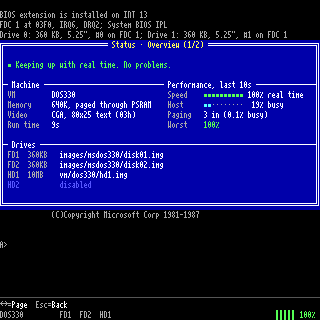 BIOS extension is installed on INT 13
FDC 1 at 03F0, IRQ6, DRQ2; System BIOS IPL
Drive 0: 360 KB, 5.25", #0 on FDC 1; Drive 1: 360 KB, 5.25", #1 on FDC 1
Status · Overview (1/2)
Keeping up with real time. No problems.
Machine
VM DOS330
Memory 640K, paged through PSRAM
Video CGA, 80x25 text (03h)
Run time 9s
Performance, last 10s
Speed 100% real time
Host 19% busy
Paging 3 in (0.1% busy)
Worst 100%
Drives
FD1 360KB images/msdos330/disk01.img
FD2 360KB images/msdos330/disk02.img
HD1 10MB vm/dos330/hd1.img
HD2 disabled
(C)Copyright Microsoft Corp 1981-1987
A>
↔=Page Esc=Back
DOS330 FD1 FD2 HD1 100%